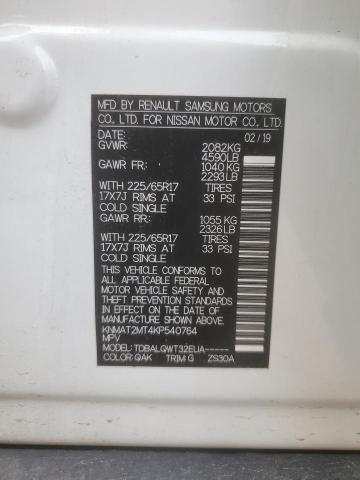 MFD BY RENAULT SAMSUNG MOTORS
CO., LTD. FOR NISSAN MOTOR CO., LTD.
DATE: 02/19
GVWR: 2082KG
4590LB
GAWR FR: 1040 KG
2293LB
WITH 225/65R17 TIRES
17X7J RIMS AT 33 PSI
COLD SINGLE
GAWR RR: 1055 KG
2326LB
WITH 225/65R17 TIRES
17X7J RIMS AT 33 PSI
COLD SINGLE
THIS VEHICLE CONFORMS TO
ALL APPLICABLE FEDERAL
MOTOR VEHICLE SAFETY AND
THEFT PREVENTION STANDARDS
IN EFFECT ON THE DATE OF
MANUFACTURE SHOWN ABOVE.
KNMAT2MT4KP540764
MPV
MODEL: TDBALQWT32EUA------
COLOR: QAK TRIM: G ZS30A